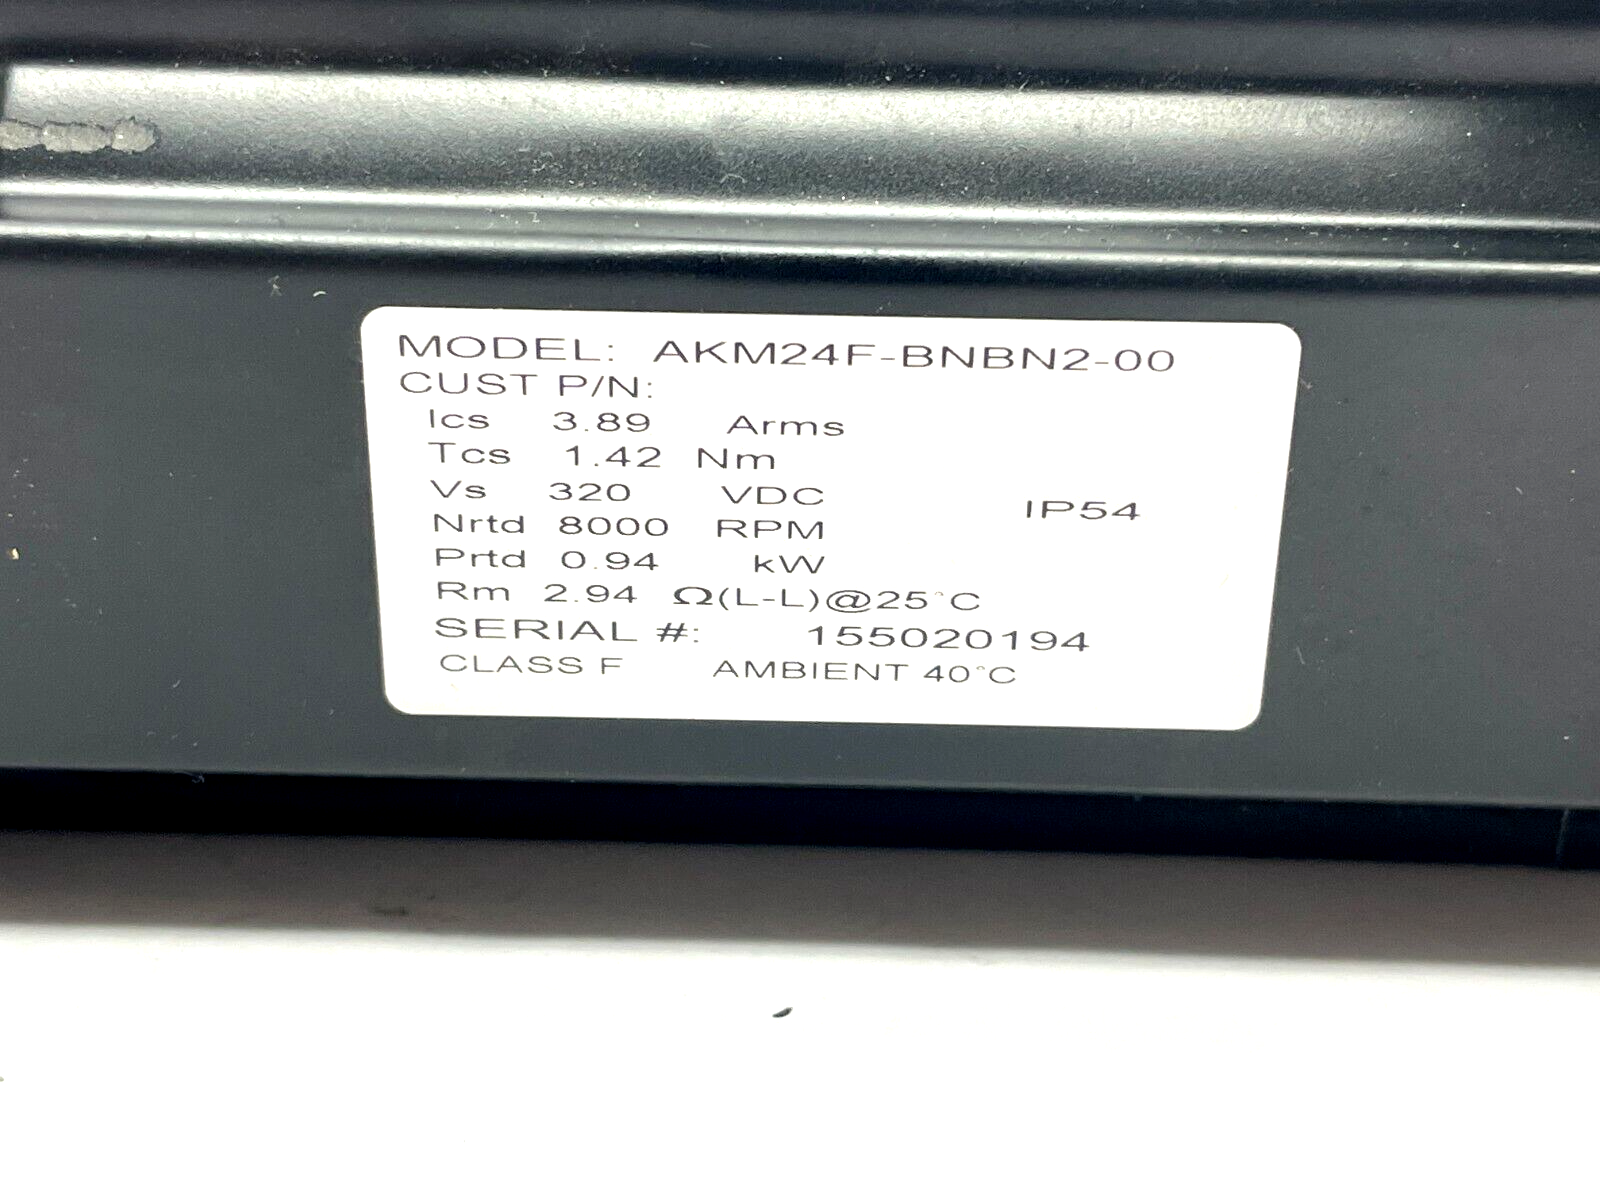 MODEL: AKM24F-BNBN2-00
CUST P/N:
Ics 3.89 Arms
Tcs 1.42 Nm
Vs 320 VDC IP54
Nrtd 8000 RPM
Prtd 0.94 kW
Rm 2.94 Ω(L-L)@25°C
SERIAL #: 155020194
CLASS F AMBIENT 40°C